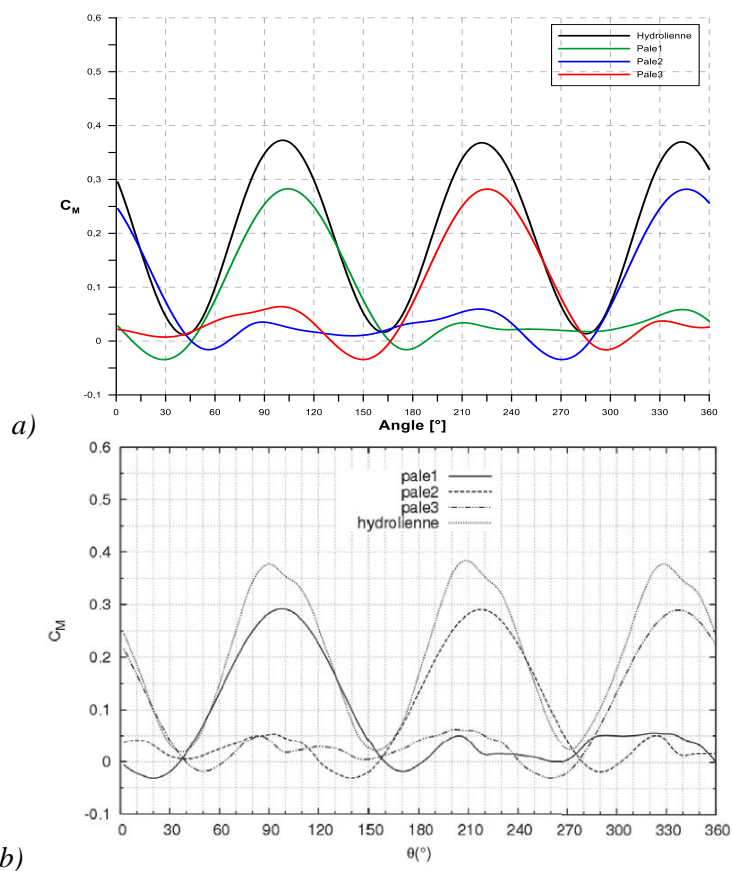 0,6
0,5
0,4
0,3
0,2
0,1
0
-0,1
C_M
Hydrolienne
Pale1
Pale2
Pale3
0 30 60 90 120 150 180 210 240 270 300 330 360
Angle [°]
a)
0.6
0.5
0.4
0.3
0.2
0.1
0
-0.1
C_M
pale1
pale2
pale3
hydrolienne
0 30 60 90 120 150 180 210 240 270 300 330 360
θ(°)
b)